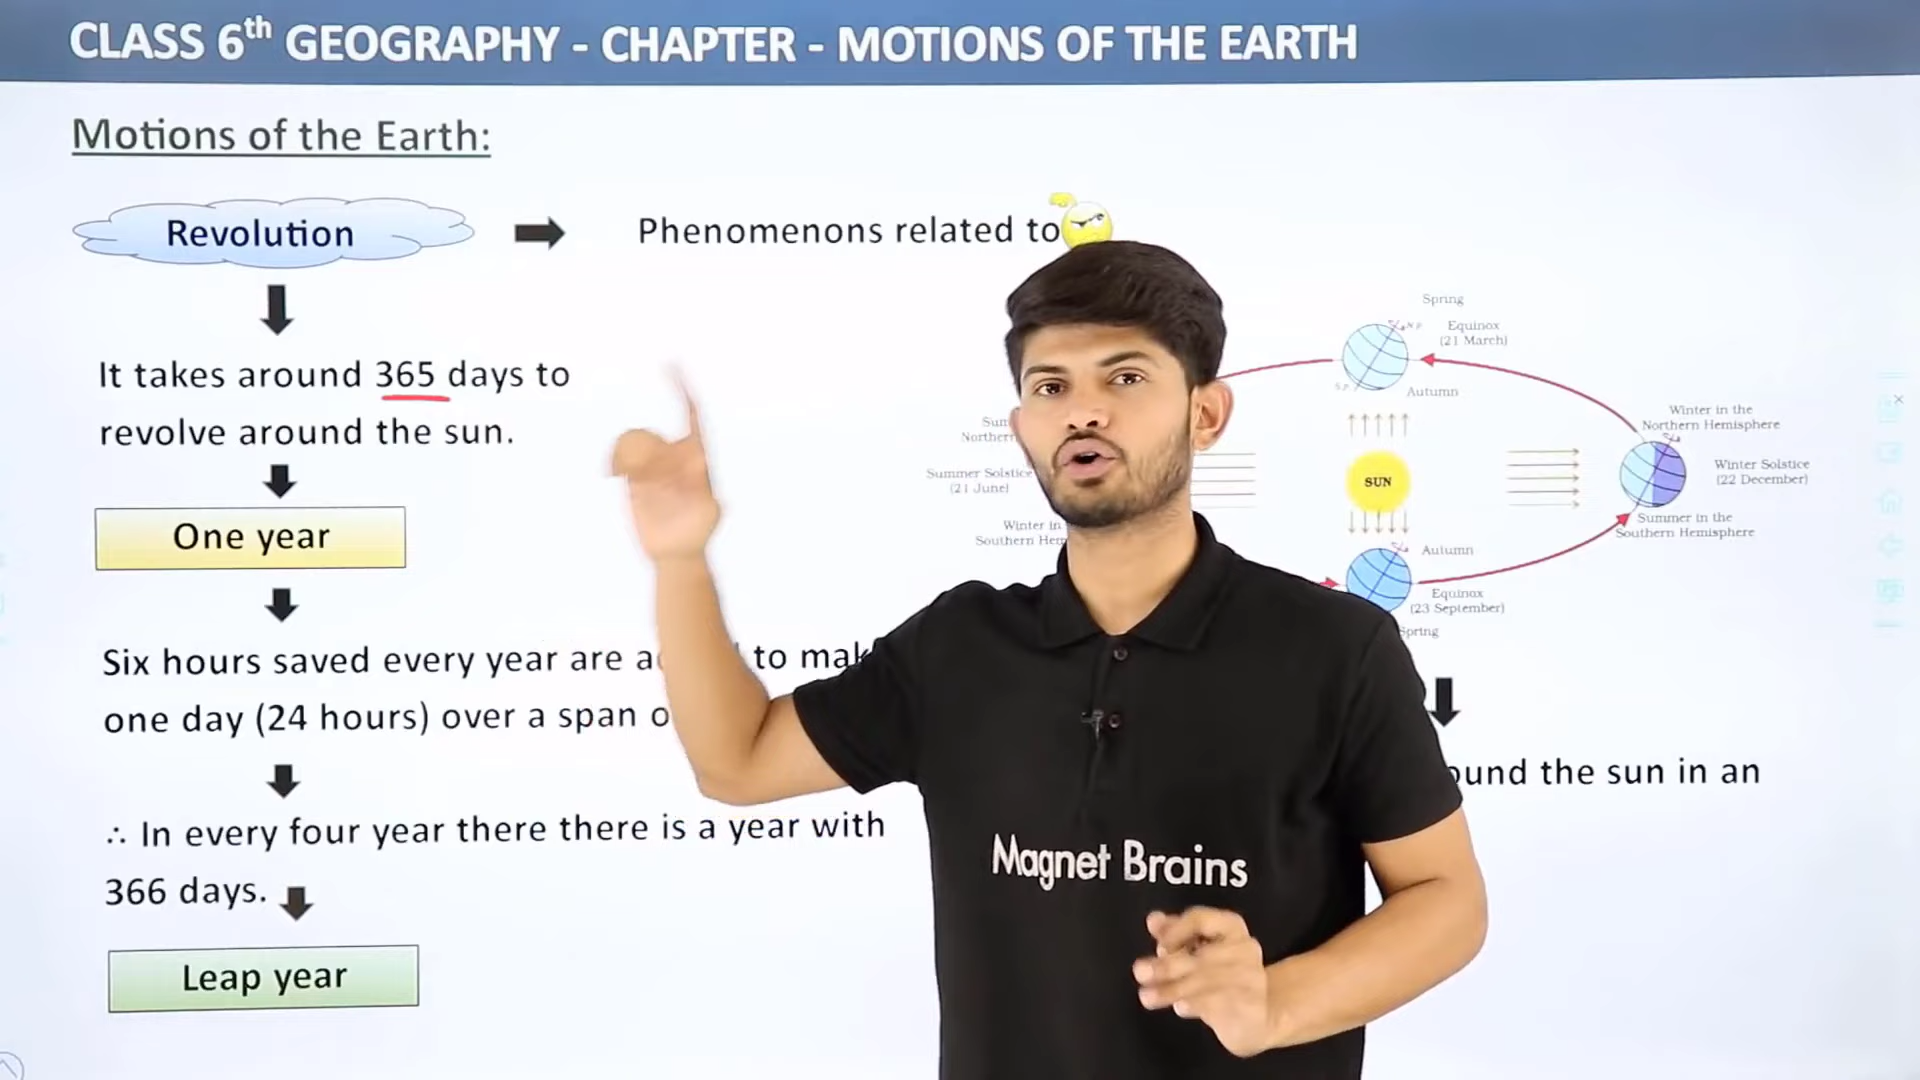 CLASS 6th GEOGRAPHY - CHAPTER - MOTIONS OF THE EARTH
Motions of the Earth:
Revolution
Phenomenons related to
It takes around 365 days to
revolve around the sun.
One year
Six hours saved every year are to
one day (24 hours) over a span
∴ In every four year there there is a year with
366 days.
Leap year
Spring
Equinox
(21 March)
Autumn
Winter in the
Northern Hemisphere
Winter Solstice
(22 December)
Summer in the
Southern Hemisphere
SUN
Northern
Summer Solstice
(21 June)
Winter in
Southern
Autumn
Equinox
(23 September)
Spring
the sun in an
Magnet Brains